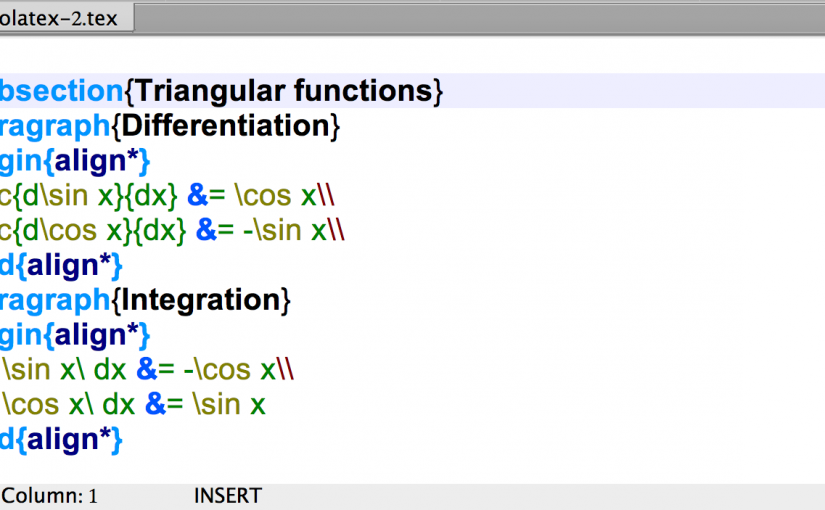 olatex-2.tex
bsection{Triangular functions}
ragraph{Differentiation}
gin{align*}
c{d\sin x}{dx} &= \cos x\\
c{d\cos x}{dx} &= -\sin x\\
d{align*}
ragraph{Integration}
gin{align*}
\sin x\ dx &= -\cos x\\
\cos x\ dx &= \sin x
d{align*}
Column: 1 INSERT